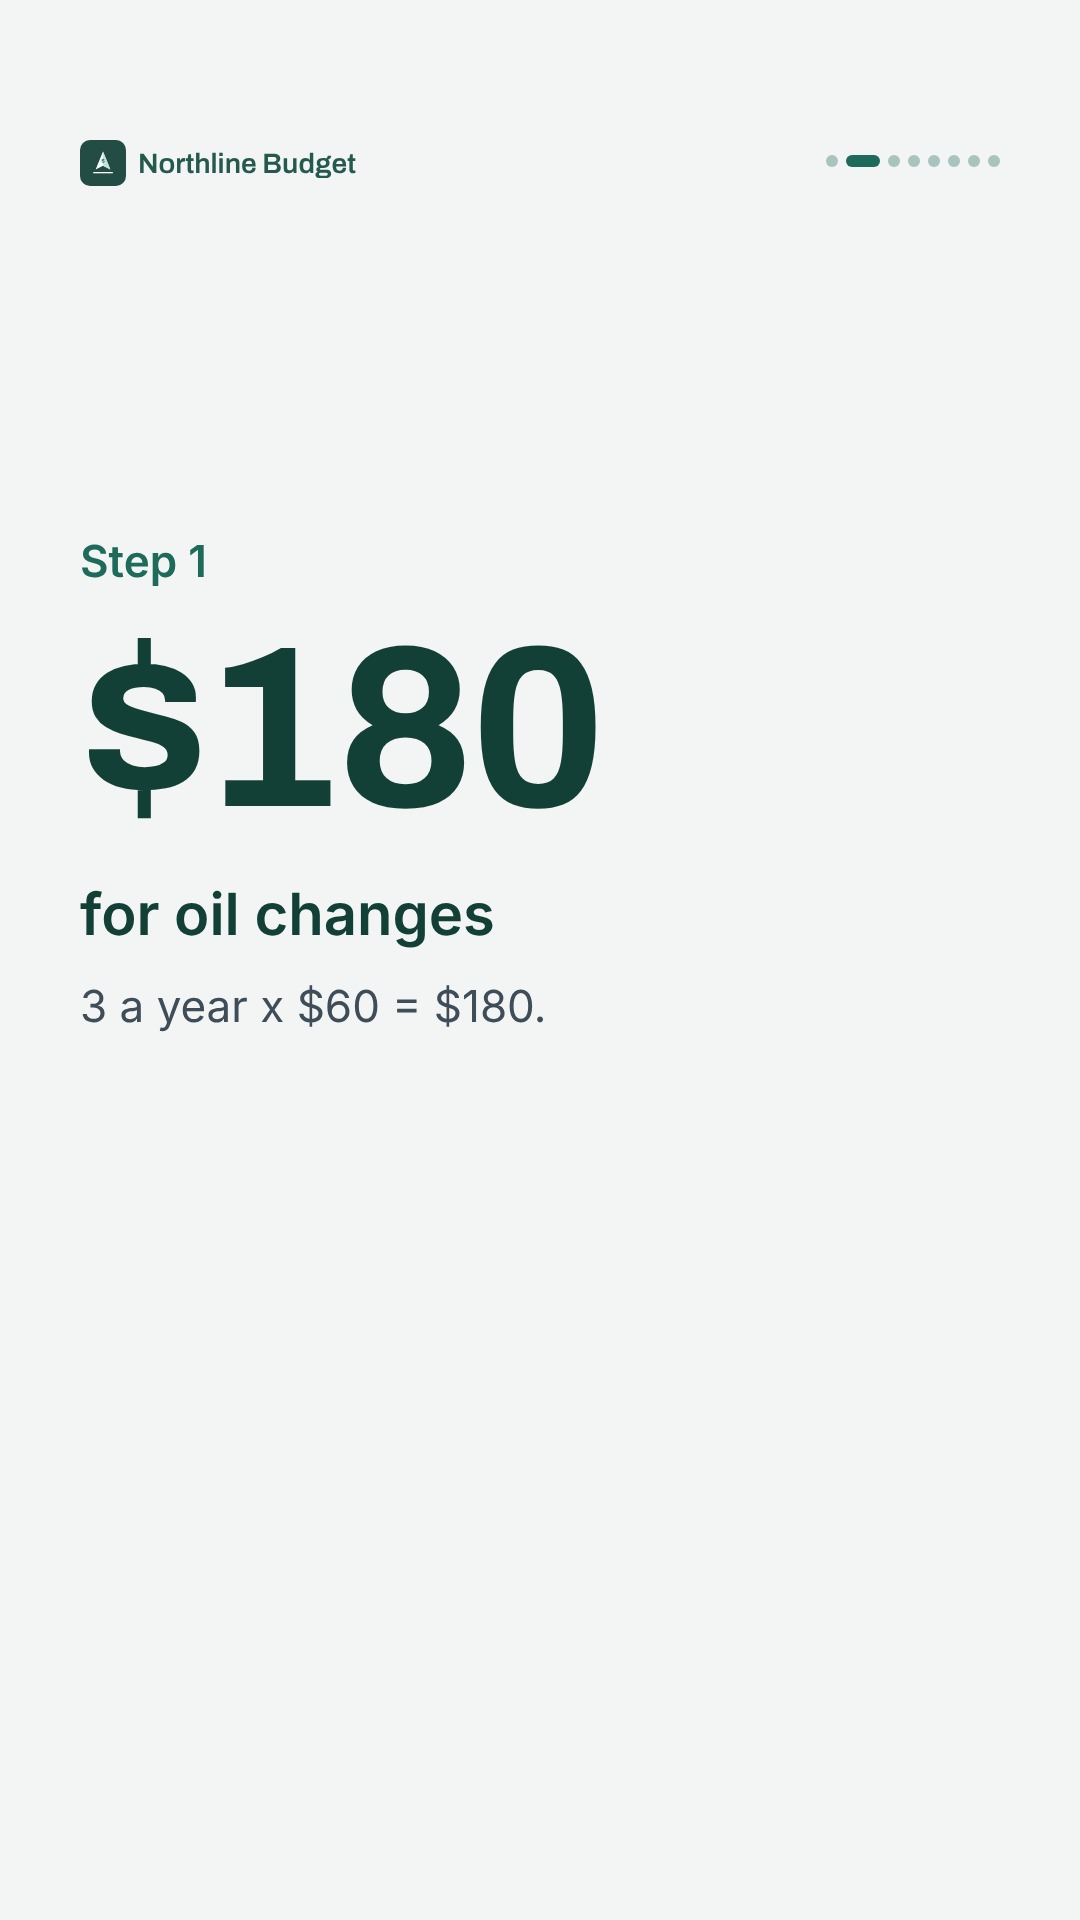 Northline Budget
Step 1
$180
for oil changes
3 a year x $60 = $180.